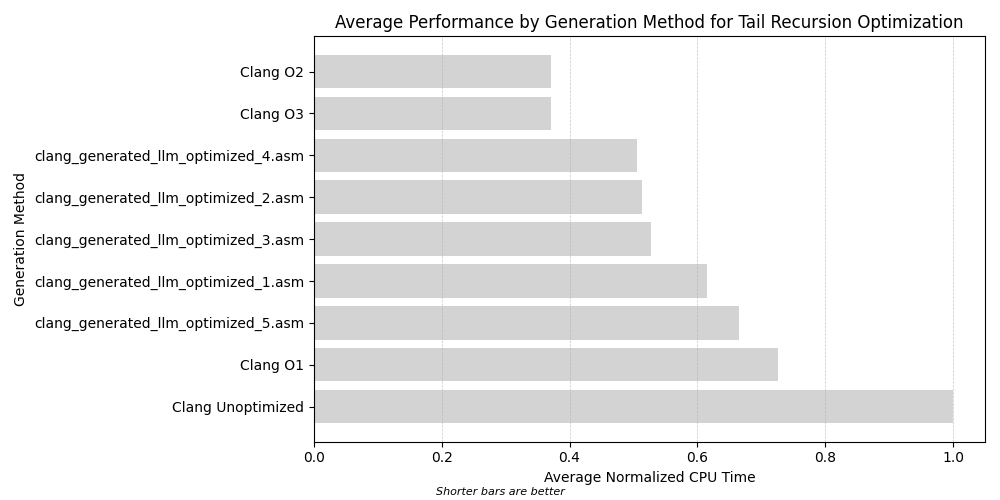 Average Performance by Generation Method for Tail Recursion Optimization
Generation Method
Clang O2
Clang O3
clang_generated_llm_optimized_4.asm
clang_generated_llm_optimized_2.asm
clang_generated_llm_optimized_3.asm
clang_generated_llm_optimized_1.asm
clang_generated_llm_optimized_5.asm
Clang O1
Clang Unoptimized
0.0 0.2 0.4 0.6 0.8 1.0
Average Normalized CPU Time
Shorter bars are better